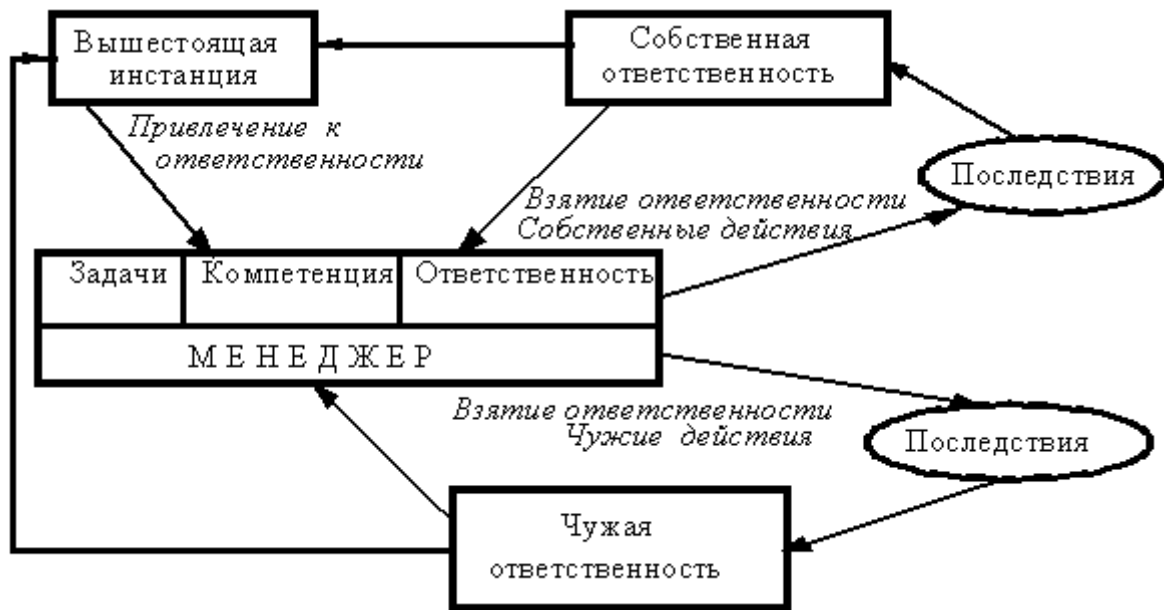 Вышестоящая
инстанция
Собственная
ответственность
Привлечение к
ответственности
Последствия
Взятие ответственности
Собственные действия
Задачи
Компетенция
Ответственность
МЕНЕДЖЕР
Взятие ответственности
Чужие действия
Последствия
Чужая
ответственность